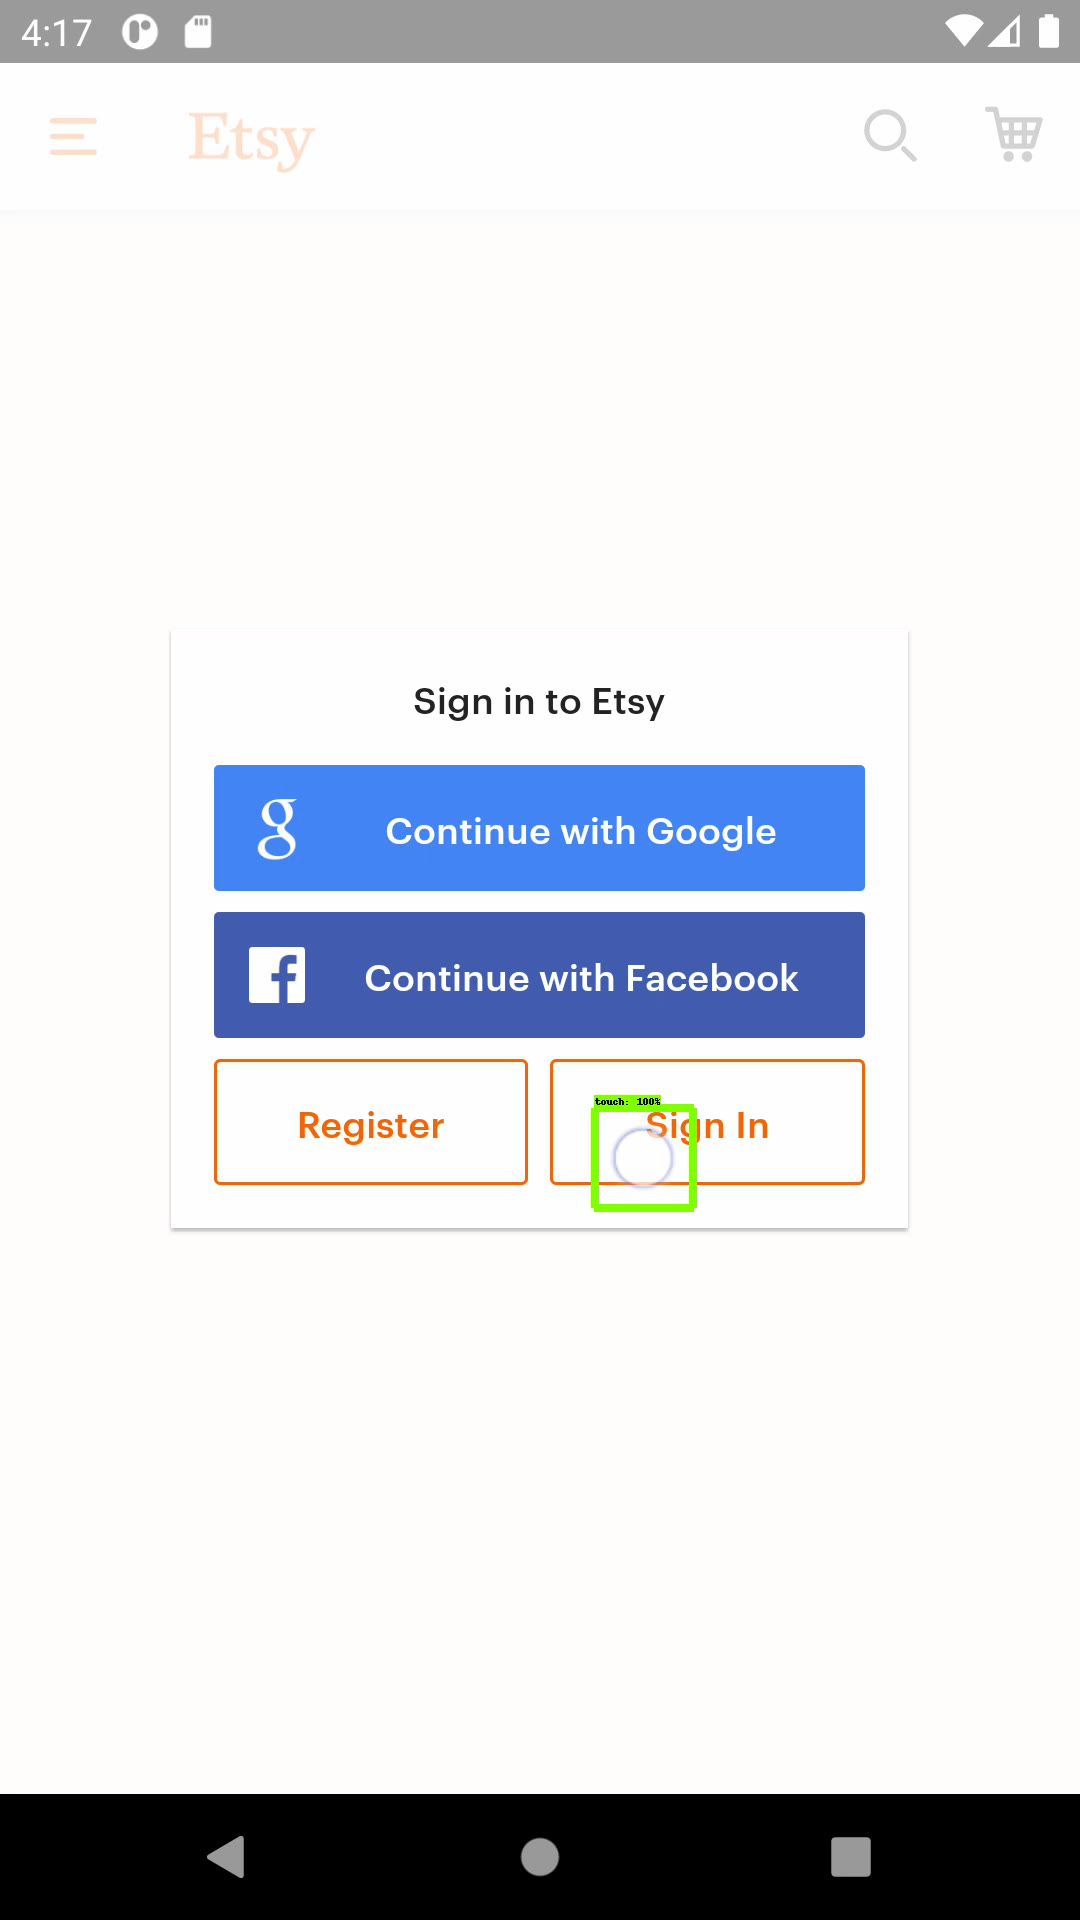 4:17
Etsy
Sign in to Etsy
g Continue with Google
f Continue with Facebook
touch: 100%
Register Sign In